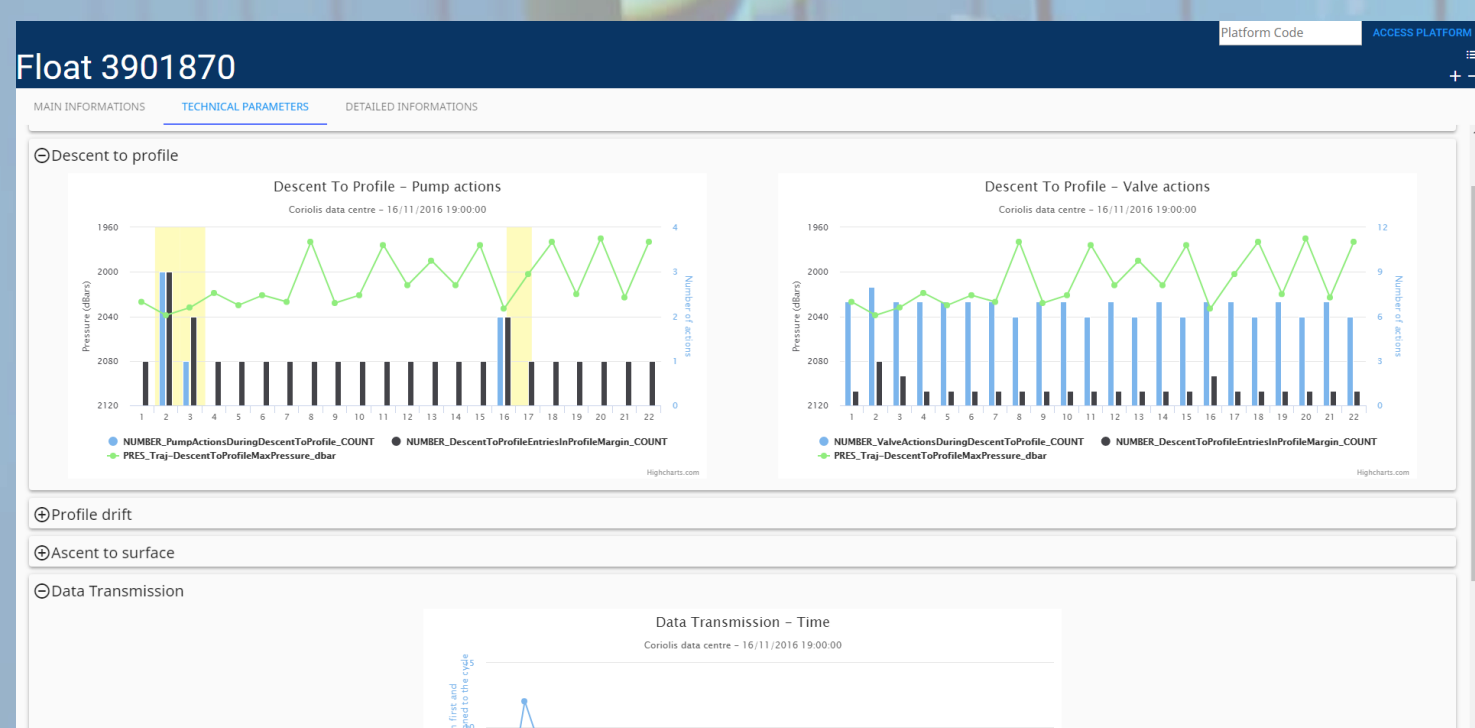 Platform Code
ACCESS PLATFORM
Float 3901870
MAIN INFORMATIONS
TECHNICAL PARAMETERS
DETAILED INFORMATIONS
Descent to profile
Descent To Profile – Pump actions
Coriolis data centre – 16/11/2016 19:00:00
Pressure (dBars)
1960
2000
2040
2080
2120
4
3
2
1
0
Number of actions
1 2 3 4 5 6 7 8 9 10 11 12 13 14 15 16 17 18 19 20 21 22
NUMBER_PumpActionsDuringDescentToProfile_COUNT
NUMBER_DescentToProfileEntriesInProfileMargin_COUNT
PRES_Traj-DescentToProfileMaxPressure_dbar
Highcharts.com
Descent To Profile – Valve actions
Coriolis data centre – 16/11/2016 19:00:00
Pressure (dBars)
1960
2000
2040
2080
2120
12
9
6
3
0
Number of actions
1 2 3 4 5 6 7 8 9 10 11 12 13 14 15 16 17 18 19 20 21 22
NUMBER_ValveActionsDuringDescentToProfile_COUNT
NUMBER_DescentToProfileEntriesInProfileMargin_COUNT
PRES_Traj-DescentToProfileMaxPressure_dbar
Highcharts.com
Profile drift
Ascent to surface
Data Transmission
Data Transmission – Time
Coriolis data centre – 16/11/2016 19:00:00
first and
to the cycle